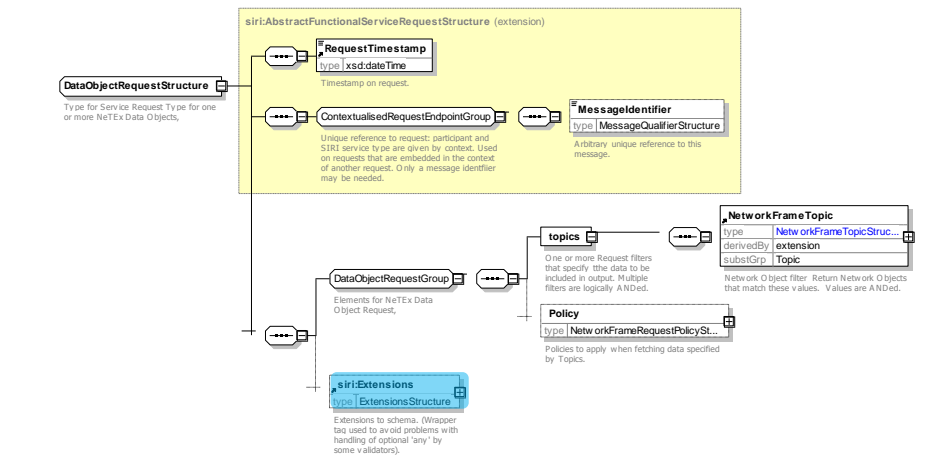 siri:AbstractFunctionalServiceRequestStructure (extension)
RequestTimestamp
type xsd:dateTime
Timestamp on request.
DataObjectRequestStructure
Type for Service Request Type for one
or more NeTEx Data Objects,
ContextualisedRequestEndpointGroup
Unique reference to request: participant and
SIRI service type are given by context. Used
on requests that are embedded in the context
of another request. Only a message identfiier
may be needed.
MessageIdentifier
type MessageQualifierStructure
Arbitrary unique reference to this
message.
NetworkFrameTopic
type NetworkFrameTopicStruc...
derivedBy extension
substGrp Topic
Network Object filter Return Network Objects
that match these values. Values are ANDed.
topics
One or more Request filters
that specify the data to be
included in output. Multiple
filters are logically ANDed.
DataObjectRequestGroup
Elements for NeTEx Data
Object Request,
Policy
type NetworkFrameRequestPolicySt...
Policies to apply when fetching data specified
by Topics.
siri:Extensions
type ExtensionsStructure
Extensions to schema. (Wrapper
tag used to avoid problems with
handling of optional 'any' by
some validators).